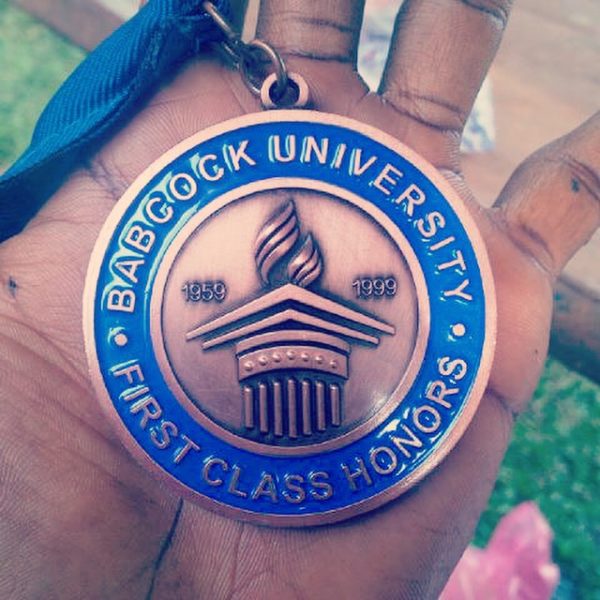 BABCOCK UNIVERSITY
1959 1999
FIRST CLASS HONORS